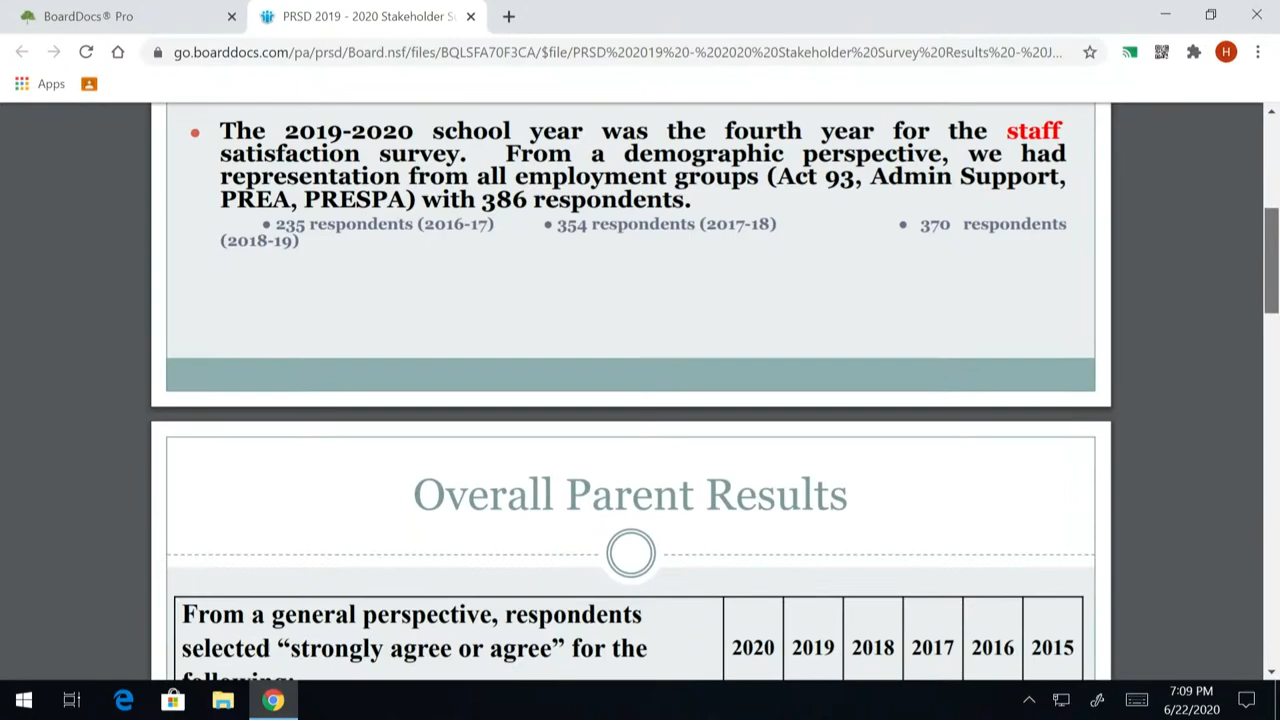 BoardDocs® Pro
PRSD 2019 - 2020 Stakeholder Su
go.boarddocs.com/pa/prsd/Board.nsf/files/BQLSFA70F3CA/$file/PRSD%202019%20-%202020%20Stakeholder%20Survey%20Results%20-%20J...
H
Apps
• The 2019-2020 school year was the fourth year for the staff
satisfaction survey. From a demographic perspective, we had
representation from all employment groups (Act 93, Admin Support,
PREA, PRESPA) with 386 respondents.
• 235 respondents (2016-17) • 354 respondents (2017-18) • 370 respondents
(2018-19)
Overall Parent Results
From a general perspective, respondents
selected “strongly agree or agree” for the
following:
2020 2019 2018 2017 2016 2015
7:09 PM
6/22/2020